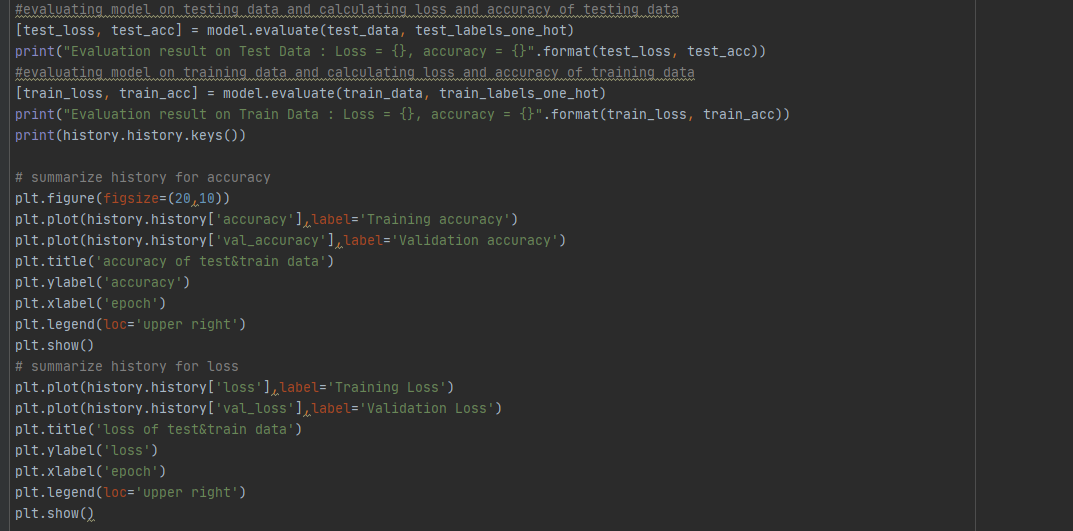 #evaluating model on testing data and calculating loss and accuracy of testing data
[test_loss, test_acc] = model.evaluate(test_data, test_labels_one_hot)
print("Evaluation result on Test Data : Loss = {}, accuracy = {}".format(test_loss, test_acc))
#evaluating model on training data and calculating loss and accuracy of training data
[train_loss, train_acc] = model.evaluate(train_data, train_labels_one_hot)
print("Evaluation result on Train Data : Loss = {}, accuracy = {}".format(train_loss, train_acc))
print(history.history.keys())

# summarize history for accuracy
plt.figure(figsize=(20,10))
plt.plot(history.history['accuracy'],label='Training accuracy')
plt.plot(history.history['val_accuracy'],label='Validation accuracy')
plt.title('accuracy of test&train data')
plt.ylabel('accuracy')
plt.xlabel('epoch')
plt.legend(loc='upper right')
plt.show()
# summarize history for loss
plt.plot(history.history['loss'],label='Training Loss')
plt.plot(history.history['val_loss'],label='Validation Loss')
plt.title('loss of test&train data')
plt.ylabel('loss')
plt.xlabel('epoch')
plt.legend(loc='upper right')
plt.show()